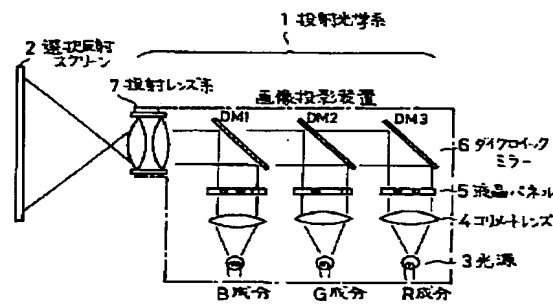 1 投射光学系
2 選択反射
スクリーン
7 投射レンズ系
画像投影装置
DM1 DM2 DM3
6 ダイクロイック
ミラー
5 液晶パネル
4 コリメートレンズ
3 光源
B成分 G成分 R成分